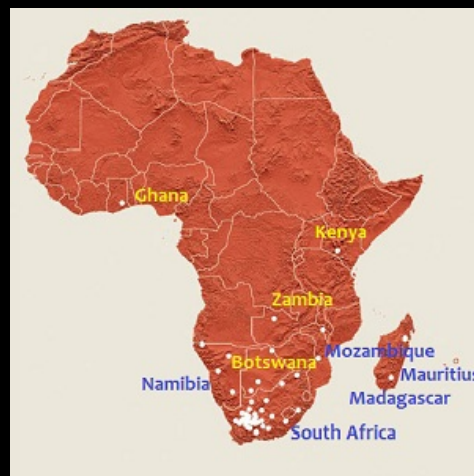 Ghana
Kenya
Zambia
Mozambique
Botswana
Mauritius
Namibia
Madagascar
South Africa